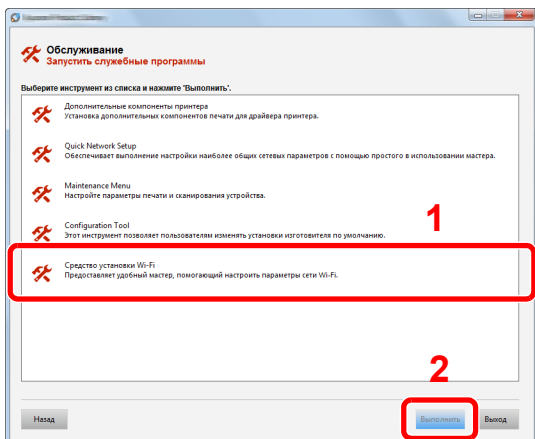 Обслуживание
Запустить служебные программы
Выберите инструмент из списка и нажмите 'Выполнить'.
Дополнительные компоненты принтера
Установка дополнительных компонентов печати для драйвера принтера.
Quick Network Setup
Обеспечивает выполнение настройки наиболее общих сетевых параметров с помощью простого в использовании мастера.
Maintenance Menu
Настройте параметры печати и сканирования устройства.
1
Configuration Tool
Этот инструмент позволяет пользователям изменять установки изготовителя по умолчанию.
Средство установки Wi-Fi
Предоставляет удобный мастер, помогающий настроить параметры сети Wi-Fi.
2
Назад
Выполнить
Выход